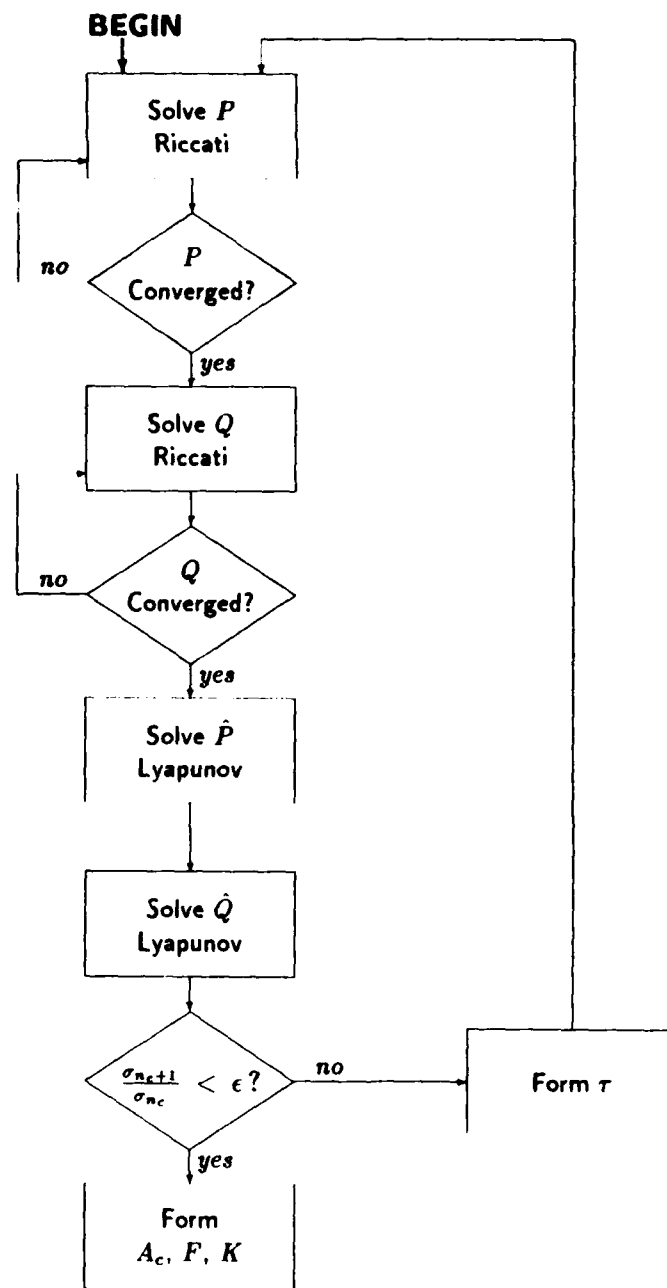 BEGIN
Solve P
Riccati
no
P
Converged?
yes
Solve Q
Riccati
no
Q
Converged?
yes
Solve P̂
Lyapunov
Solve Q̂
Lyapunov
σ_{n_c+1}/σ_{n_c} < ϵ ?
no
Form τ
yes
Form
A_c, F, K